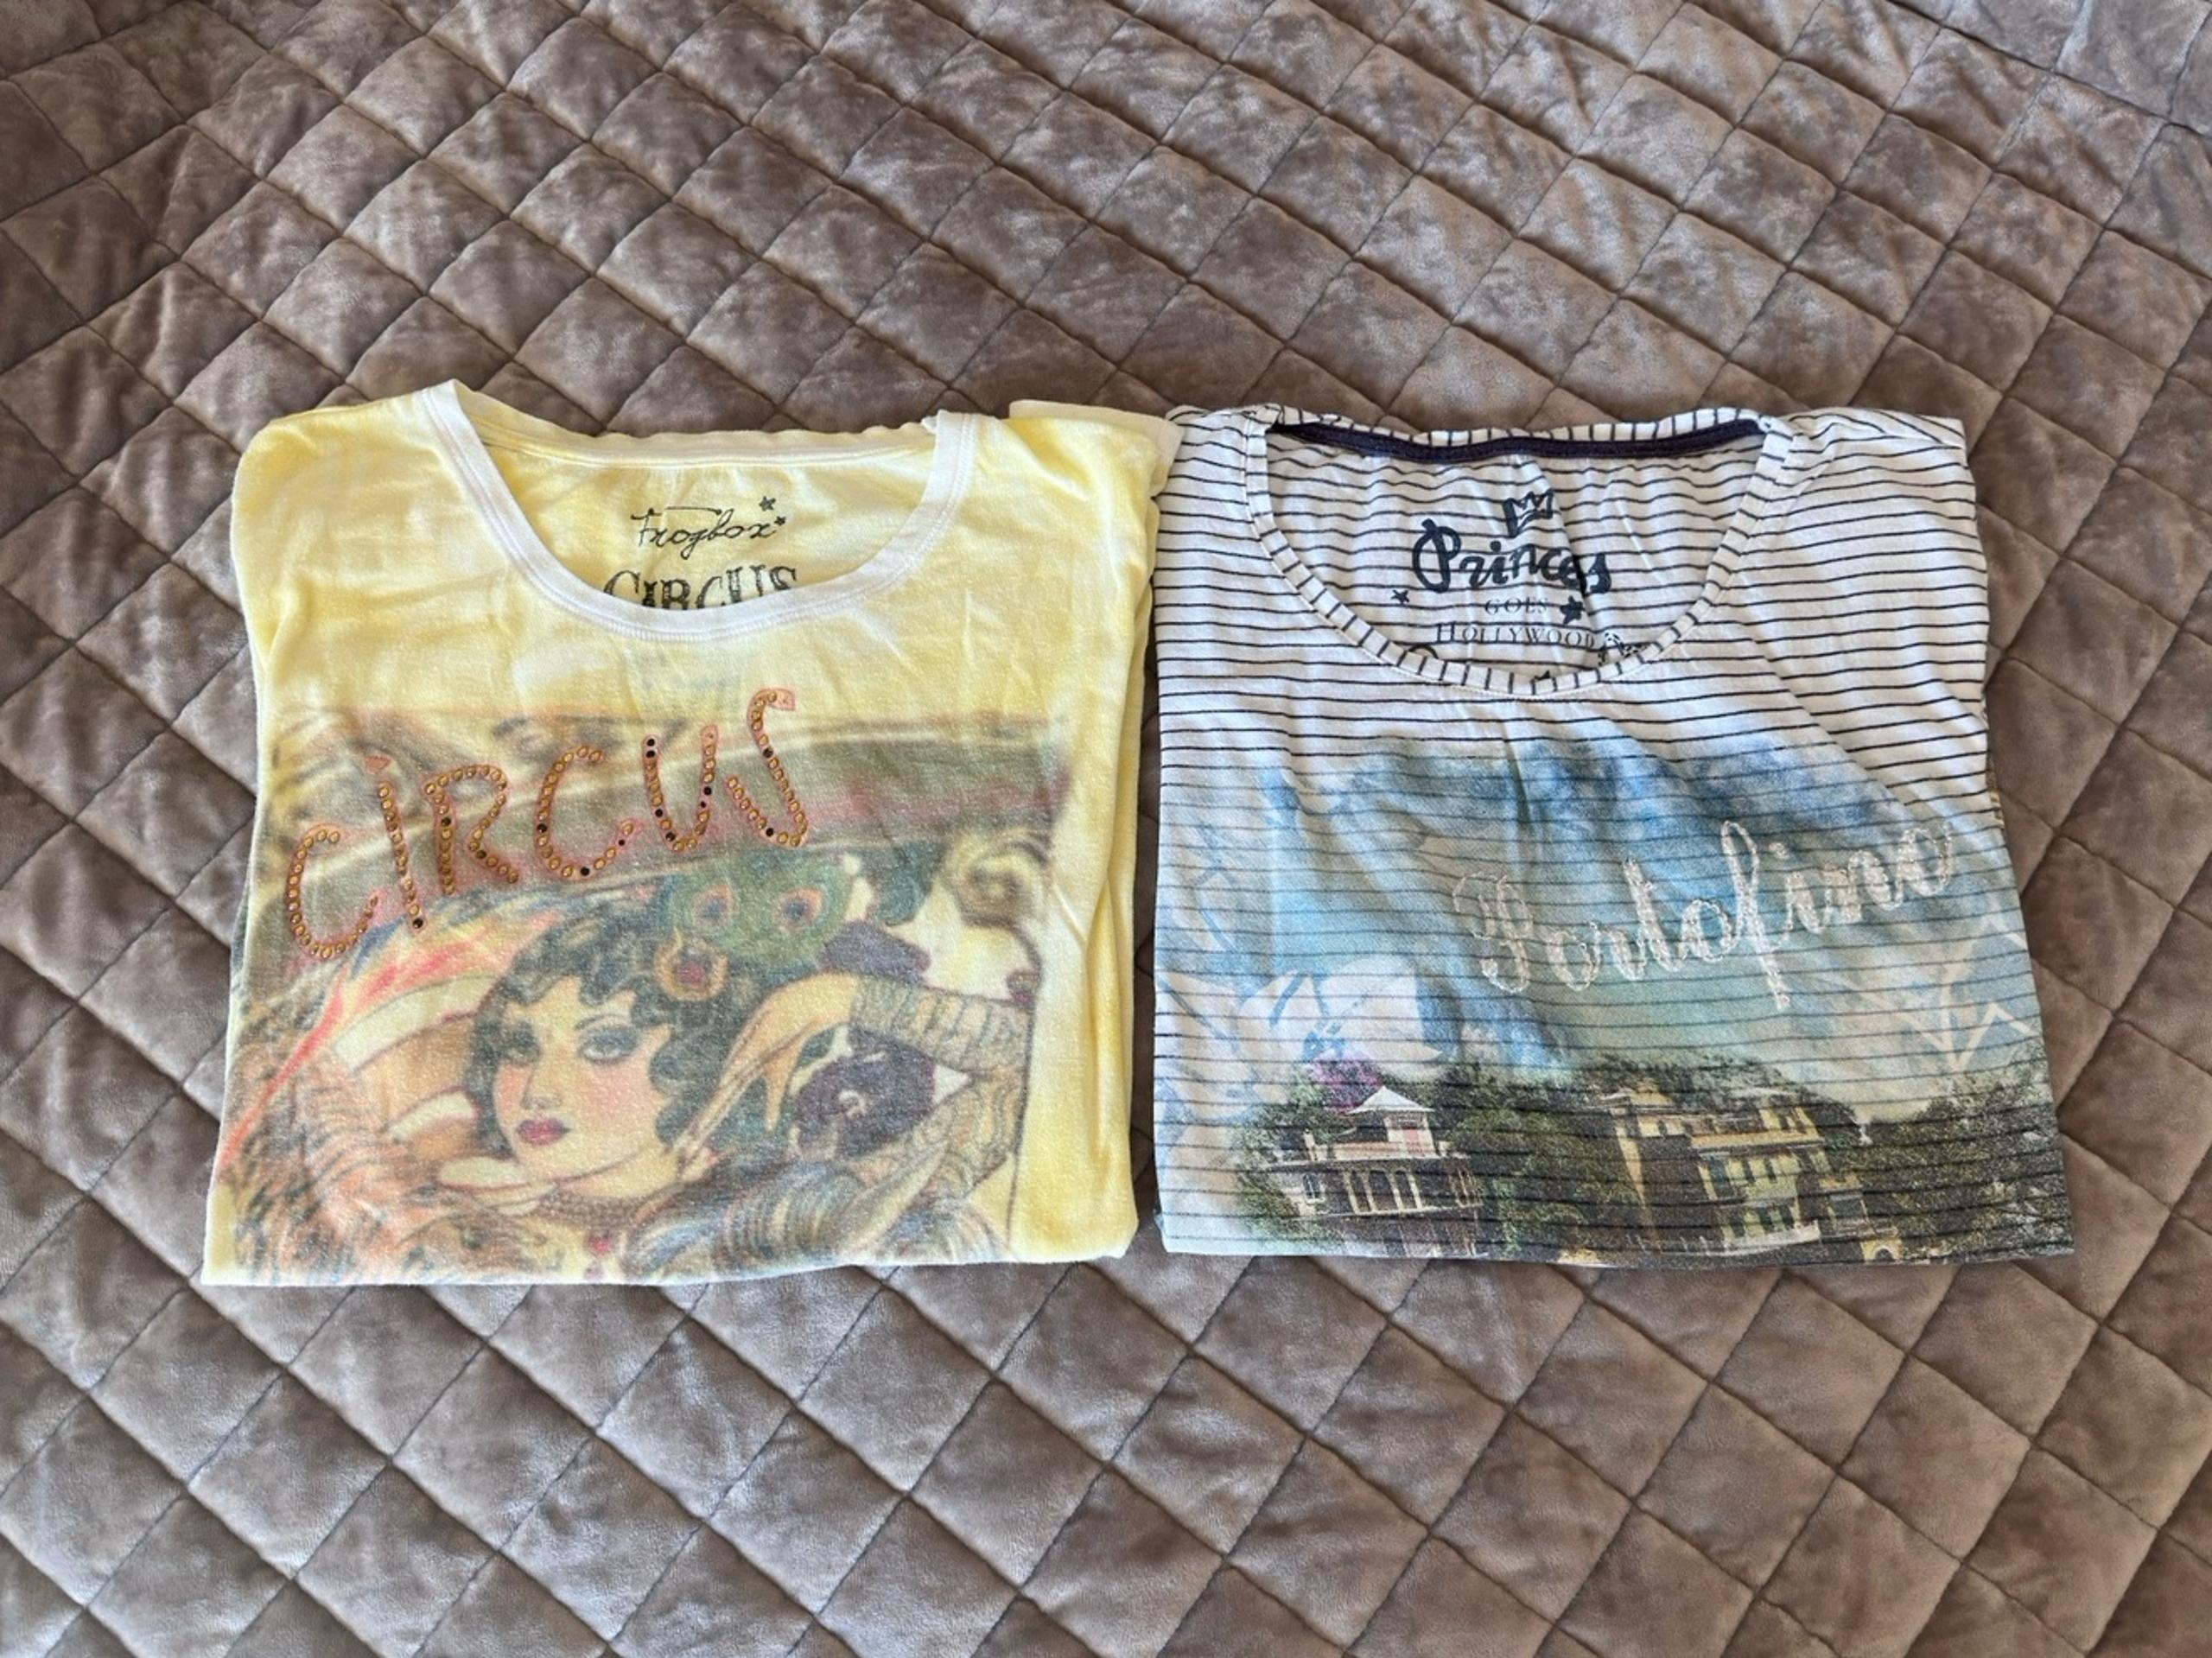 Frogbox
CIRCUS
CIRCUS
Princess
GOES
HOLLYWOOD
Portofino